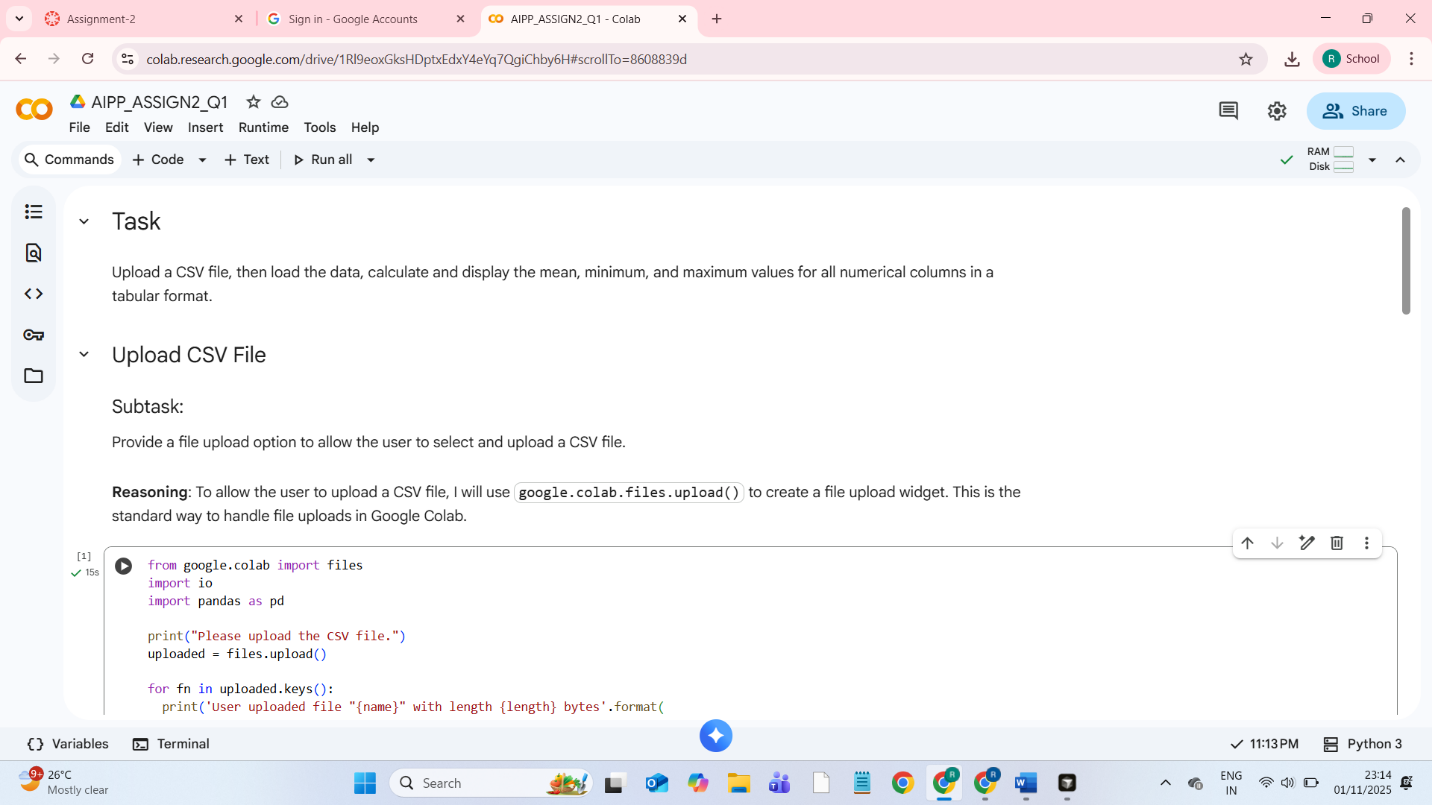 Assignment-2
Sign in - Google Accounts
AIPP_ASSIGN2_Q1 - Colab
colab.research.google.com/drive/1Rl9eoxGksHDptxEdxY4eYq7QgiChby6H#scrollTo=8608839d
R School
AIPP_ASSIGN2_Q1
File Edit View Insert Runtime Tools Help
Share
Commands + Code + Text Run all
RAM
Disk
Task
Upload a CSV file, then load the data, calculate and display the mean, minimum, and maximum values for all numerical columns in a
tabular format.
Upload CSV File
Subtask:
Provide a file upload option to allow the user to select and upload a CSV file.
Reasoning: To allow the user to upload a CSV file, I will use google.colab.files.upload() to create a file upload widget. This is the
standard way to handle file uploads in Google Colab.
[1]
15s
from google.colab import files
import io
import pandas as pd
print("Please upload the CSV file.")
uploaded = files.upload()
for fn in uploaded.keys():
print('User uploaded file "{name}" with length {length} bytes'.format(
{} Variables Terminal
11:13 PM Python 3
9+
26°C
Mostly clear
Search
R
R
ENG
IN
23:14
01/11/2025